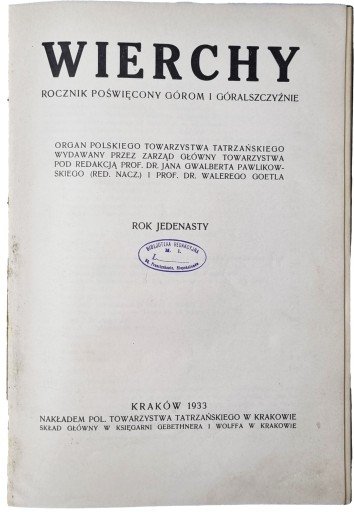 WIERCHY
ROCZNIK POŚWIĘCONY GÓROM I GÓRALSZCZYŹNIE
ORGAN POLSKIEGO TOWARZYSTWA TATRZAŃSKIEGO
WYDAWANY PRZEZ ZARZĄD GŁÓWNY TOWARZYSTWA
POD REDAKCJĄ PROF. DR. JANA GWALBERTA PAWLIKOW-
SKIEGO (RED. NACZ.) I PROF. DR. WALEREGO GOETLA
ROK JEDENASTY
BIBLJOTEKA
KRAKÓW 1933
NAKŁADEM POL. TOWARZYSTWA TATRZAŃSKIEGO W KRAKOWIE
SKŁAD GŁÓWNY W KSIĘGARNI GEBETHNERA I WOLFFA W KRAKOWIE